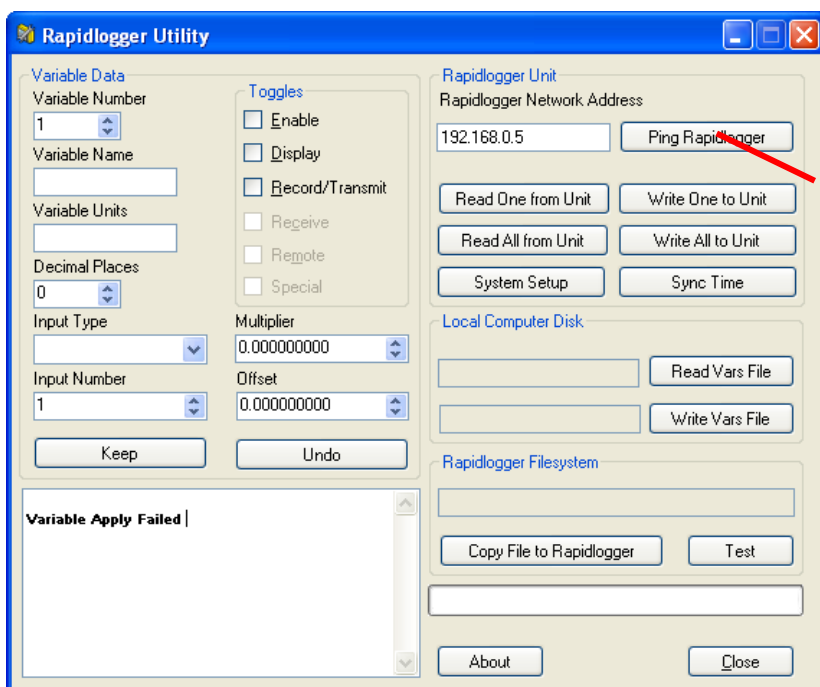 Rapidlogger Utility
Variable Data
Variable Number
1
Variable Name
Variable Units
Decimal Places
0
Input Type
Input Number
1
Keep
Toggles
Enable
Display
Record/Transmit
Receive
Remote
Special
Multiplier
0.000000000
Offset
0.000000000
Undo
Variable Apply Failed
Rapidlogger Unit
Rapidlogger Network Address
192.168.0.5
Ping Rapidlogger
Read One from Unit
Write One to Unit
Read All from Unit
Write All to Unit
System Setup
Sync Time
Local Computer Disk
Read Vars File
Write Vars File
Rapidlogger Filesystem
Copy File to Rapidlogger
Test
About
Close